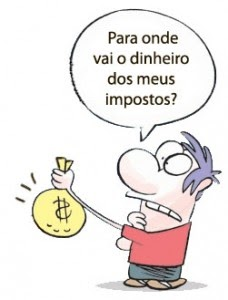 Para onde
vai o dinheiro
dos meus
impostos?
$